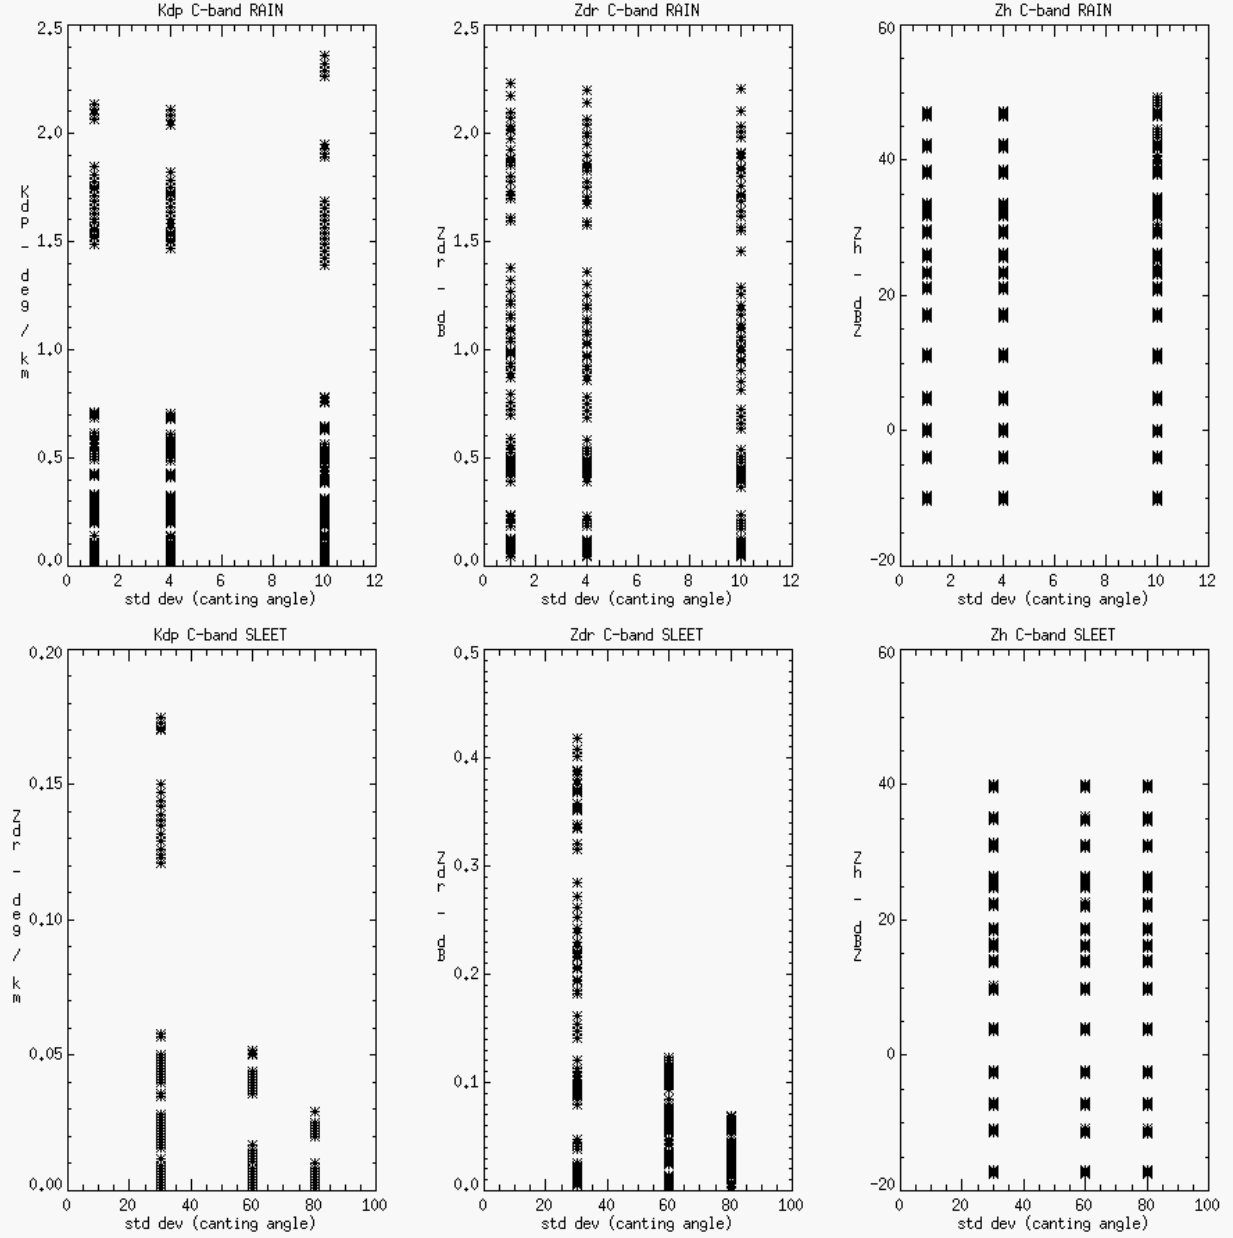 Kdp C-band RAIN
2.5
2.0
1.5
1.0
0.5
0.0
Kdp - deg/km
0 2 4 6 8 10 12
std dev (canting angle)
Zdr C-band RAIN
2.5
2.0
1.5
1.0
0.5
0.0
Zdr - dB
0 2 4 6 8 10 12
std dev (canting angle)
Zh C-band RAIN
60
40
20
0
-20
Zh - dBZ
0 2 4 6 8 10 12
std dev (canting angle)
Kdp C-band SLEET
0.20
0.15
0.10
0.05
0.00
Zdr - deg/km
0 20 40 60 80 100
std dev (canting angle)
Zdr C-band SLEET
0.5
0.4
0.3
0.2
0.1
0.0
Zdr - dB
0 20 40 60 80 100
std dev (canting angle)
Zh C-band SLEET
60
40
20
0
-20
Zh - dBZ
0 20 40 60 80 100
std dev (canting angle)